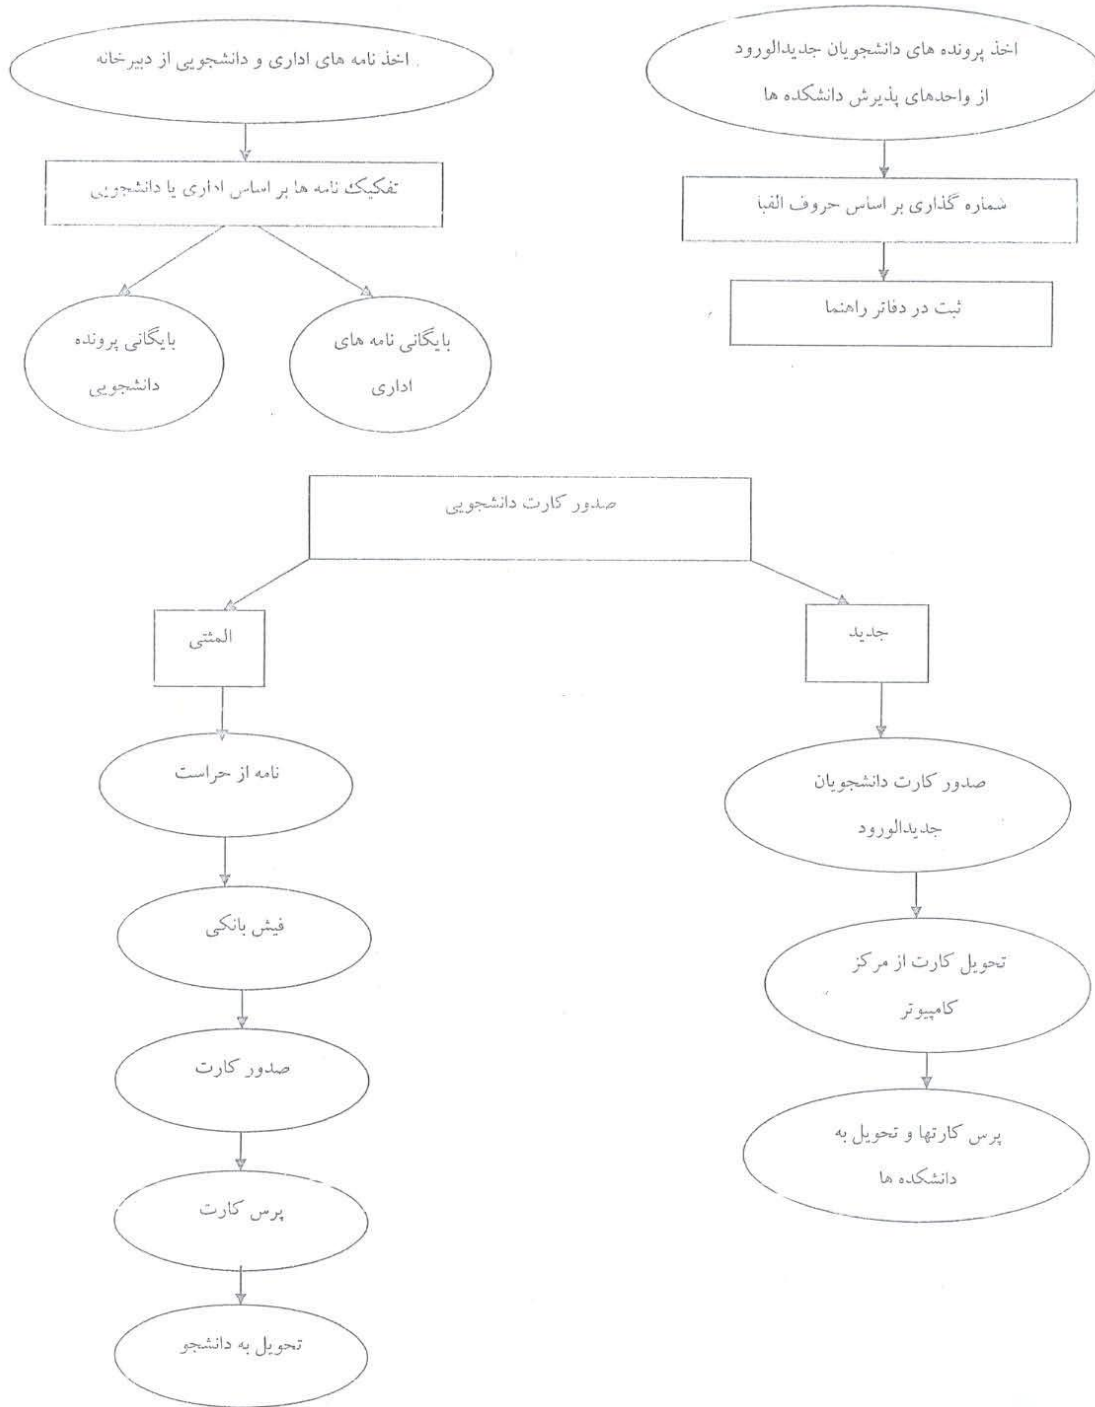 اخذ پرونده های دانشجویان جدیدالورود
از واحدهای پذیرش دانشکده ها
شماره گذاری بر اساس حروف الفبا
ثبت در دفاتر راهنما
اخذ نامه های اداری و دانشجویی از دبیرخانه
تفکیک نامه ها بر اساس اداری یا دانشجویی
بایگانی نامه های
اداری
بایگانی پرونده
دانشجویی
صدور کارت دانشجویی
جدید
صدور کارت دانشجویان
جدیدالورود
تحویل کارت از مرکز
کامپیوتر
پرس کارتها و تحویل به
دانشکده ها
المثنی
نامه از حراست
فیش بانکی
صدور کارت
پرس کارت
تحویل به دانشجو